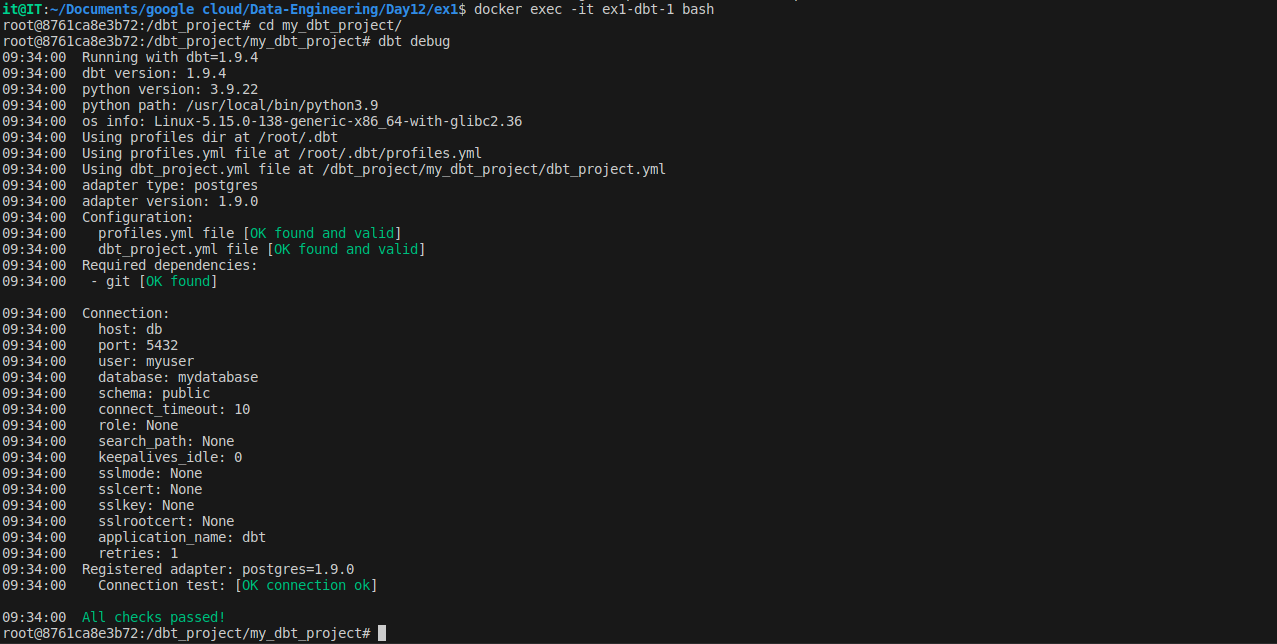 it@IT:~/Documents/google cloud/Data-Engineering/Day12/ex1$ docker exec -it ex1-dbt-1 bash
root@8761ca8e3b72:/dbt_project# cd my_dbt_project/
root@8761ca8e3b72:/dbt_project/my_dbt_project# dbt debug
09:34:00  Running with dbt=1.9.4
09:34:00  dbt version: 1.9.4
09:34:00  python version: 3.9.22
09:34:00  python path: /usr/local/bin/python3.9
09:34:00  os info: Linux-5.15.0-138-generic-x86_64-with-glibc2.36
09:34:00  Using profiles dir at /root/.dbt
09:34:00  Using profiles.yml file at /root/.dbt/profiles.yml
09:34:00  Using dbt_project.yml file at /dbt_project/my_dbt_project/dbt_project.yml
09:34:00  adapter type: postgres
09:34:00  adapter version: 1.9.0
09:34:00  Configuration:
09:34:00    profiles.yml file [OK found and valid]
09:34:00    dbt_project.yml file [OK found and valid]
09:34:00  Required dependencies:
09:34:00   - git [OK found]
09:34:00  Connection:
09:34:00    host: db
09:34:00    port: 5432
09:34:00    user: myuser
09:34:00    database: mydatabase
09:34:00    schema: public
09:34:00    connect_timeout: 10
09:34:00    role: None
09:34:00    search_path: None
09:34:00    keepalives_idle: 0
09:34:00    sslmode: None
09:34:00    sslcert: None
09:34:00    sslkey: None
09:34:00    sslrootcert: None
09:34:00    application_name: dbt
09:34:00    retries: 1
09:34:00  Registered adapter: postgres=1.9.0
09:34:00    Connection test: [OK connection ok]
09:34:00  All checks passed!
root@8761ca8e3b72:/dbt_project/my_dbt_project#